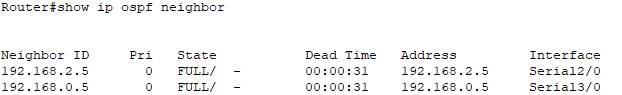 Router#show ip ospf neighbor
Neighbor ID     Pri   State           Dead Time   Address         Interface
192.168.2.5       0   FULL/  -        00:00:31    192.168.2.5     Serial2/0
192.168.0.5       0   FULL/  -        00:00:31    192.168.0.5     Serial3/0